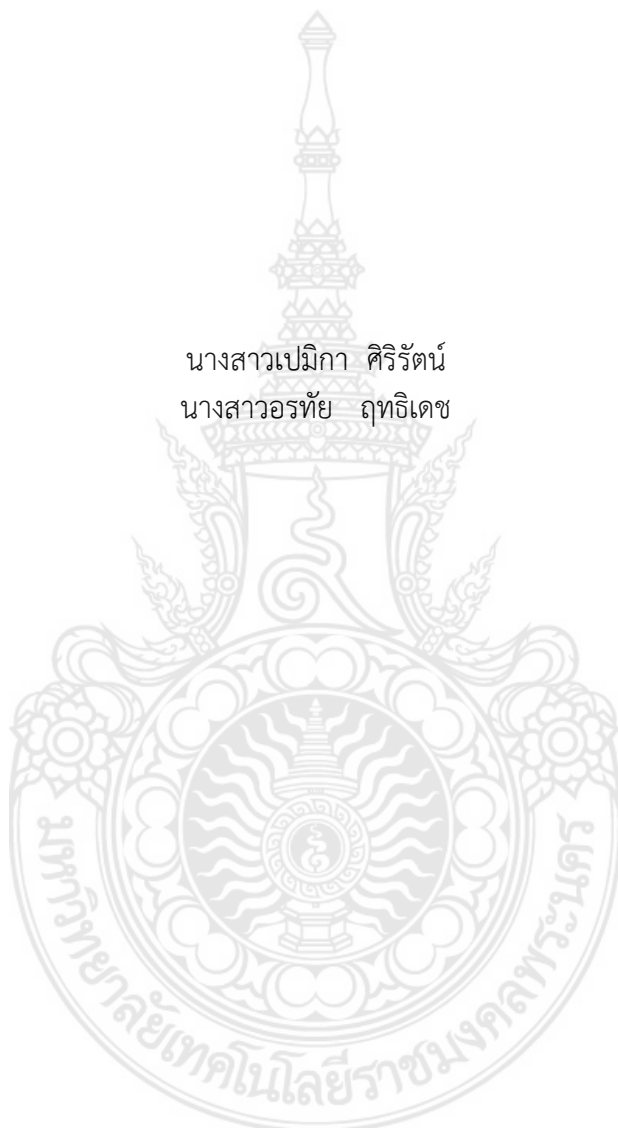 นางสาวเปมิกา ศิริรัตน์
นางสาวอรทัย ฤทธิเดช
มหาวิทยาลัยเทคโนโลยีราชมงคลพระนคร